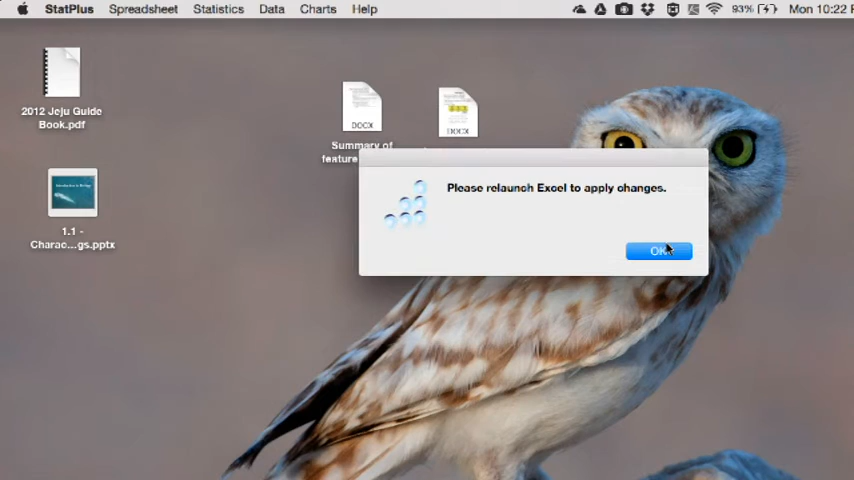 StatPlus Spreadsheet Statistics Data Charts Help 93% Mon 10:22
2012 Jeju Guide
Book.pdf
DOCX
DOCX
Summary of
feature
1.1 -
Charac...gs.pptx
Please relaunch Excel to apply changes.
OK